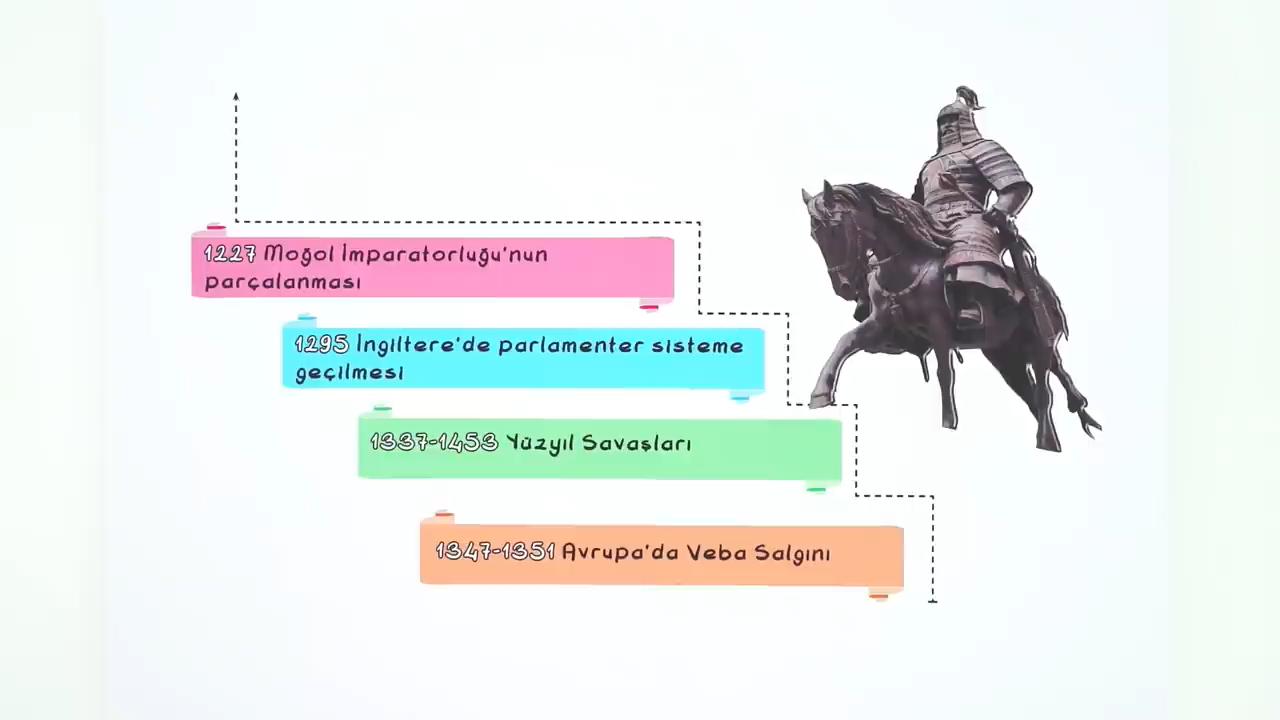 1227 Moğol İmparatorluğu'nun
parçalanması
1295 İngiltere'de parlamenter sisteme
geçilmesi
1337-1453 Yüzyıl Savaşları
1347-1351 Avrupa'da Veba Salgını